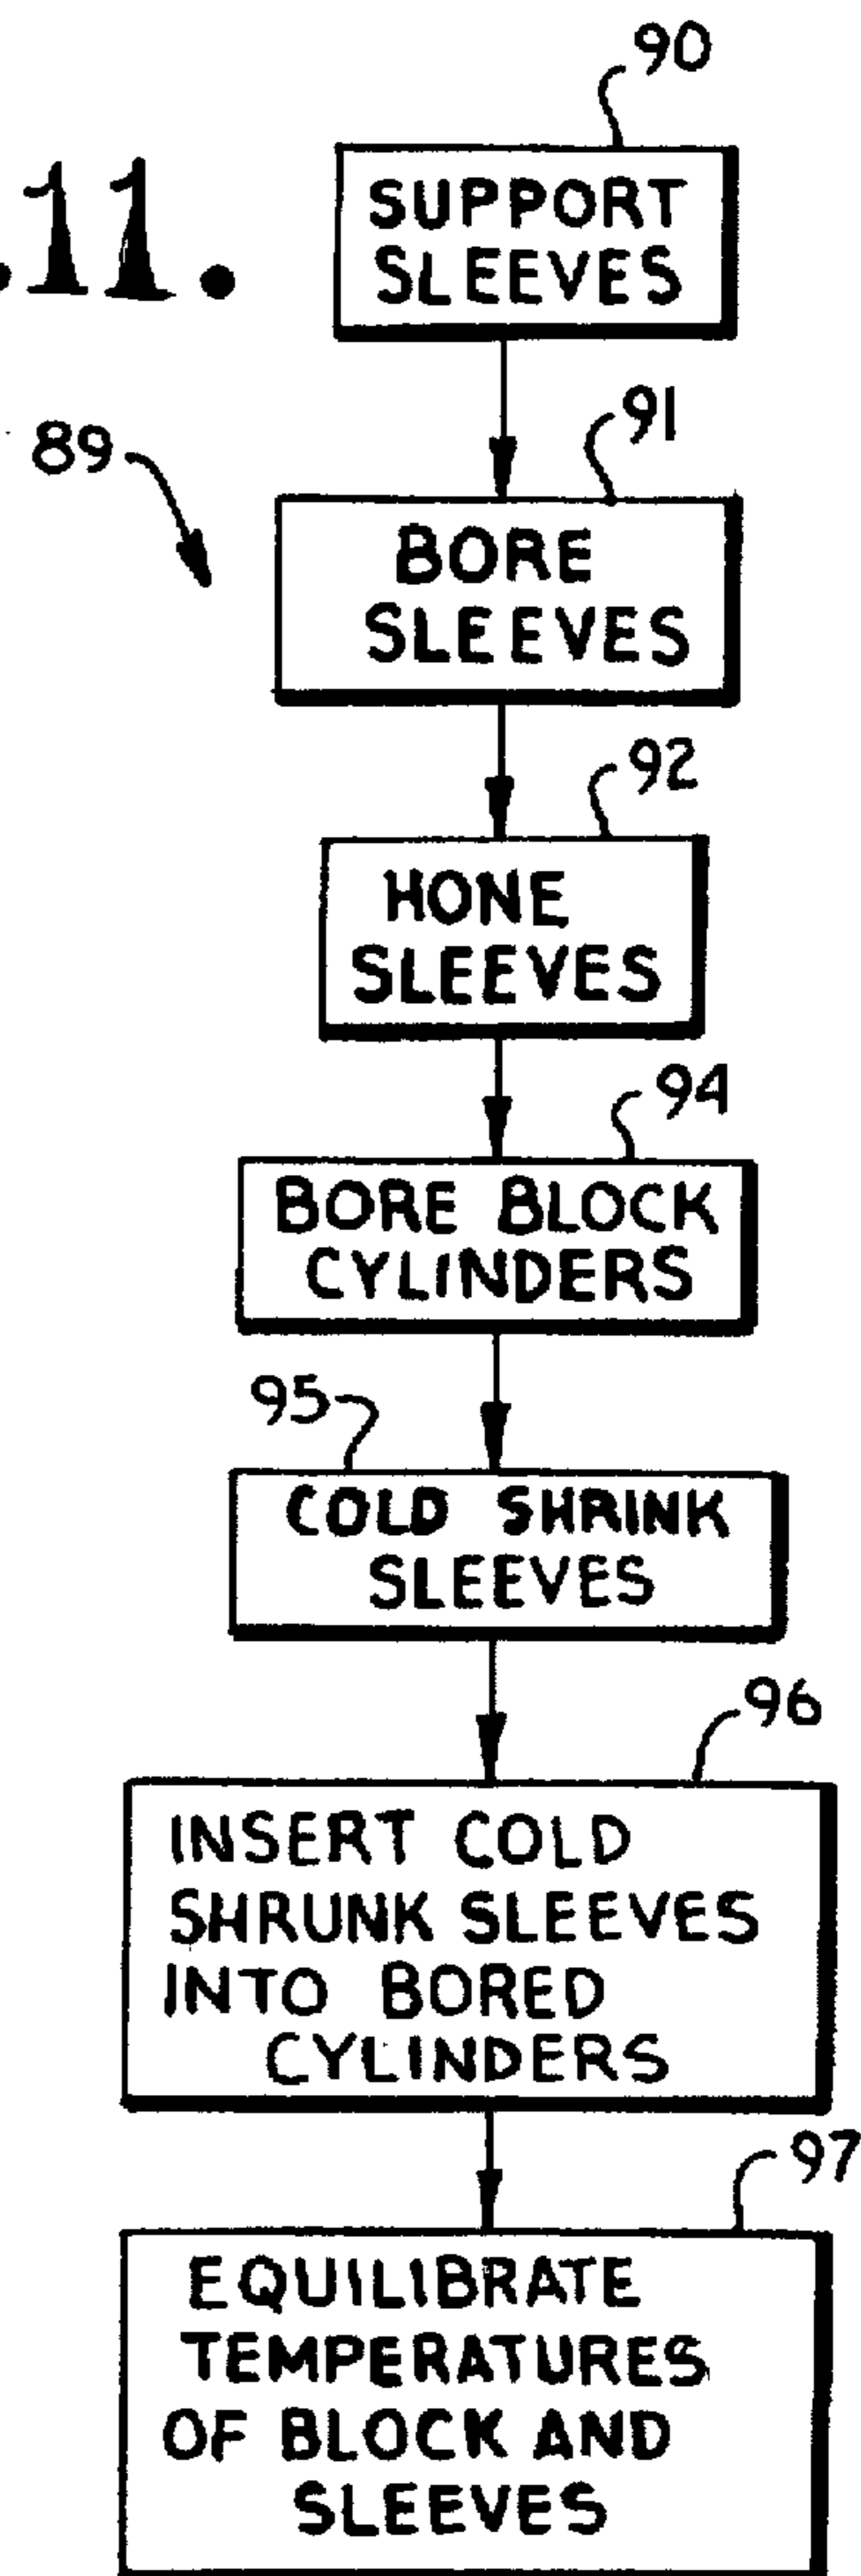 .11.
90
SUPPORT
SLEEVES
89
91
BORE
SLEEVES
92
HONE
SLEEVES
94
BORE BLOCK
CYLINDERS
95
COLD SHRINK
SLEEVES
96
INSERT COLD
SHRUNK SLEEVES
INTO BORED
CYLINDERS
97
EQUILIBRATE
TEMPERATURES
OF BLOCK AND
SLEEVES